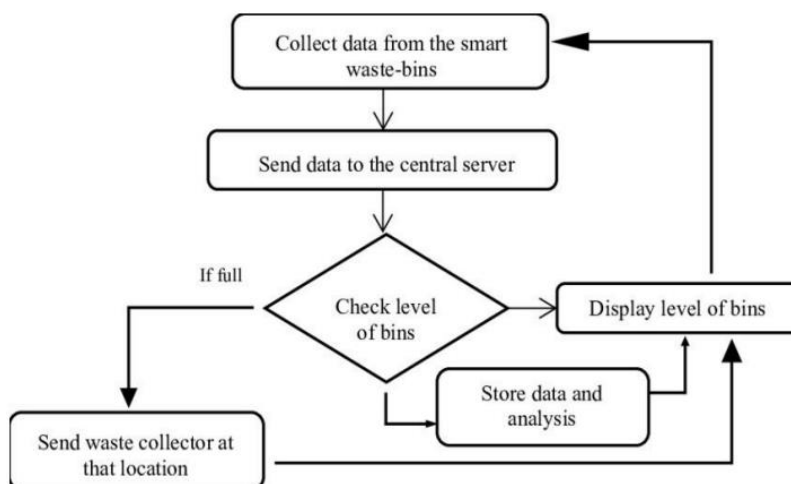 Collect data from the smart
waste-bins
Send data to the central server
If full
Check level
of bins
Display level of bins
Store data and
analysis
Send waste collector at
that location